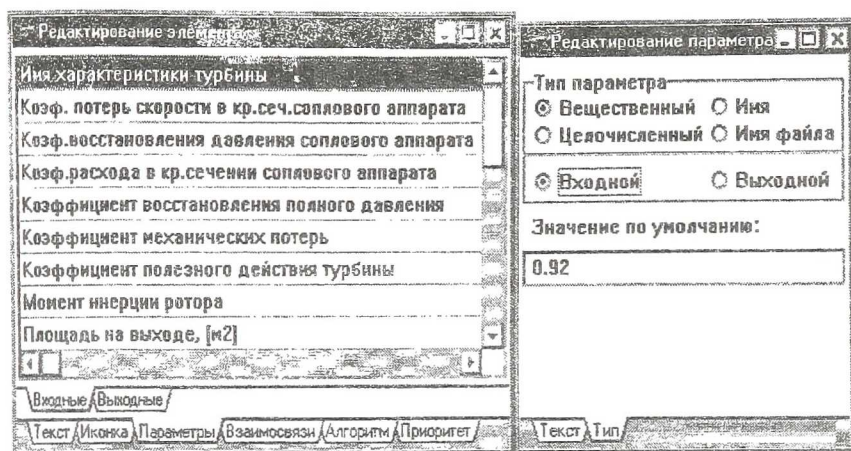 Редактирование элемента
Имя характеристики турбины
Коэф. потерь скорости в кр.сеч.соплового аппарата
Коэф.восстановления давления соплового аппарата
Коэф.расхода в кр.сечении соплового аппарата
Коэффициент восстановления полного давления
Коэффициент механических потерь
Коэффициент полезного действия турбины
Момент инерции ротора
Площадь на выходе, [м2]
Входные Выходные
Текст Иконка Параметры Взаимосвязи Алгоритм Приоритет
Редактирование параметра
Тип параметра
Вещественный Имя
Целочисленный Имя файла
Входной Выходной
Значение по умолчанию:
0.92
Текст Тип